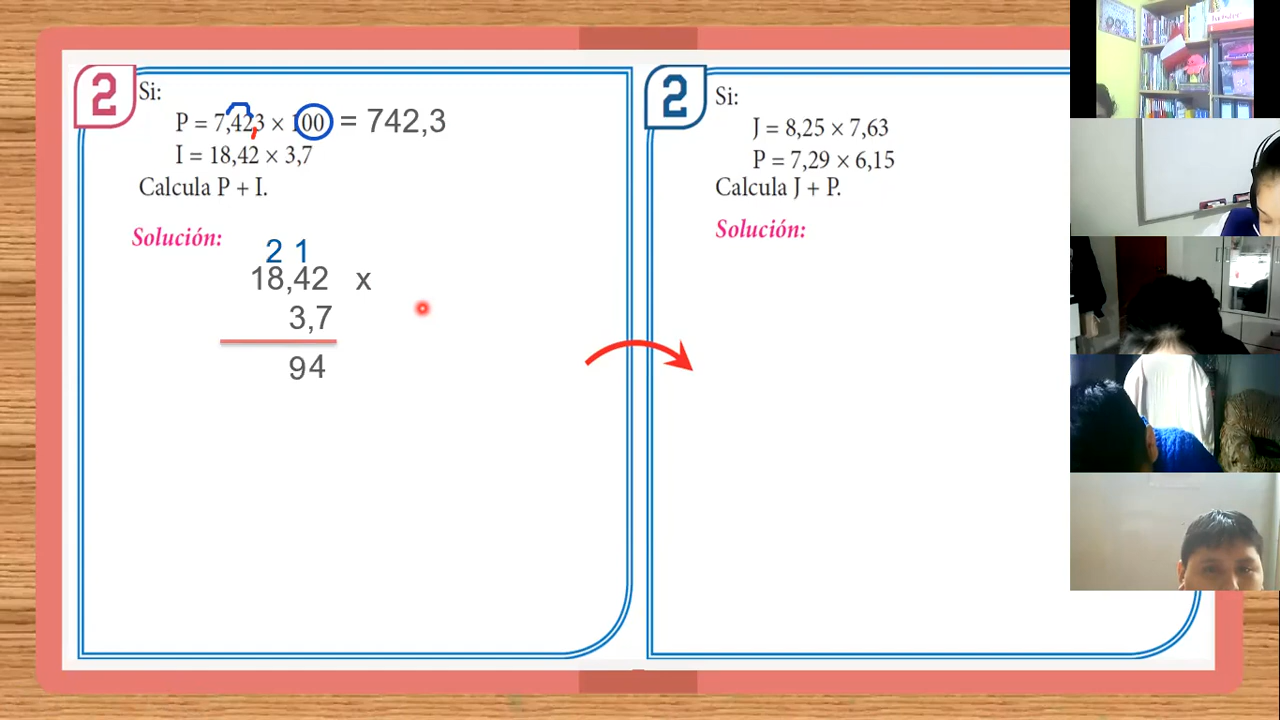 2
Si:
P = 7,423 × 100 = 742,3
I = 18,42 × 3,7
Calcula P + I.
Solución:
2 1
18,42 x
3,7
94
2
Si:
J = 8,25 × 7,63
P = 7,29 × 6,15
Calcula J + P.
Solución: